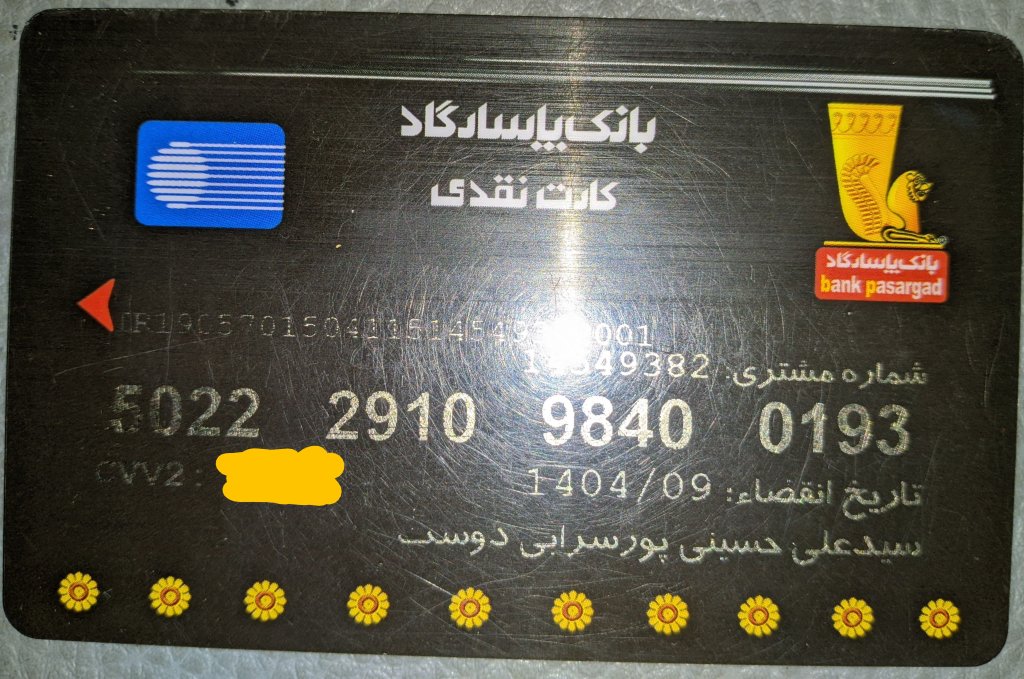 بانک پاسارگاد
کارت نقدی
بانک پاسارگاد
bank pasargad
شماره مشتری:
5022 2910 9840 0193
CVV2 :
تاریخ انقضاء: 1404/09
سیدعلی حسینی پورسرابی دوست